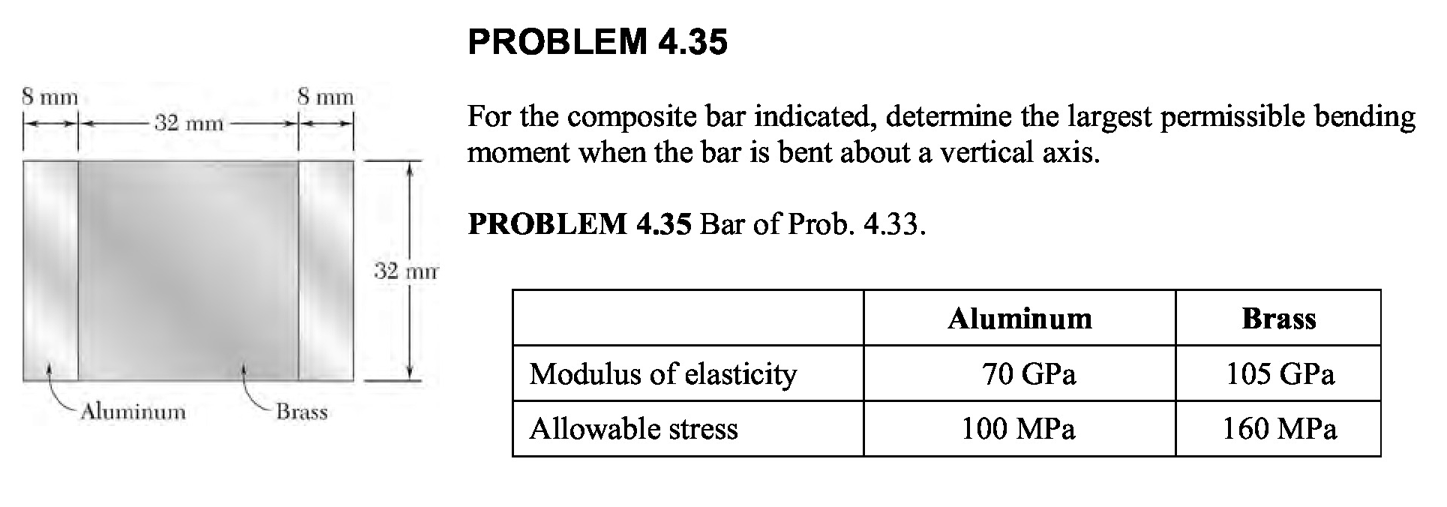 PROBLEM 4.35
8 mm
8 mm
32 mm
For the composite bar indicated, determine the largest permissible bending
moment when the bar is bent about a vertical axis.
PROBLEM 4.35 Bar of Prob. 4.33.
32 mm
Aluminum
Brass
Aluminum Brass
Modulus of elasticity 70 GPa 105 GPa
Allowable stress 100 MPa 160 MPa